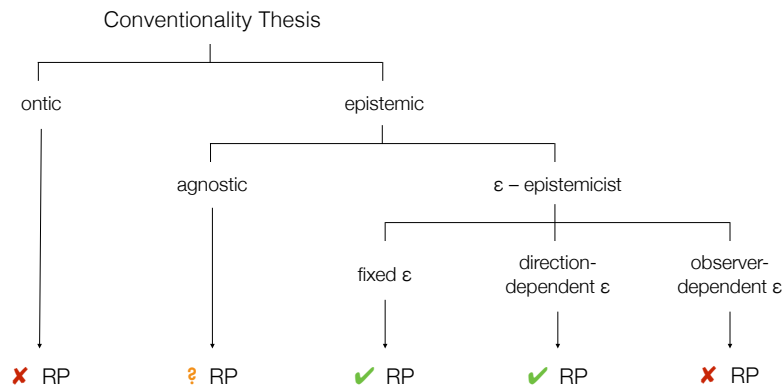 Conventionality Thesis
ontic
epistemic
agnostic
ε – epistemicist
fixed ε
direction-
dependent ε
observer-
dependent ε
✘ RP
? RP
✔ RP
✔ RP
✘ RP